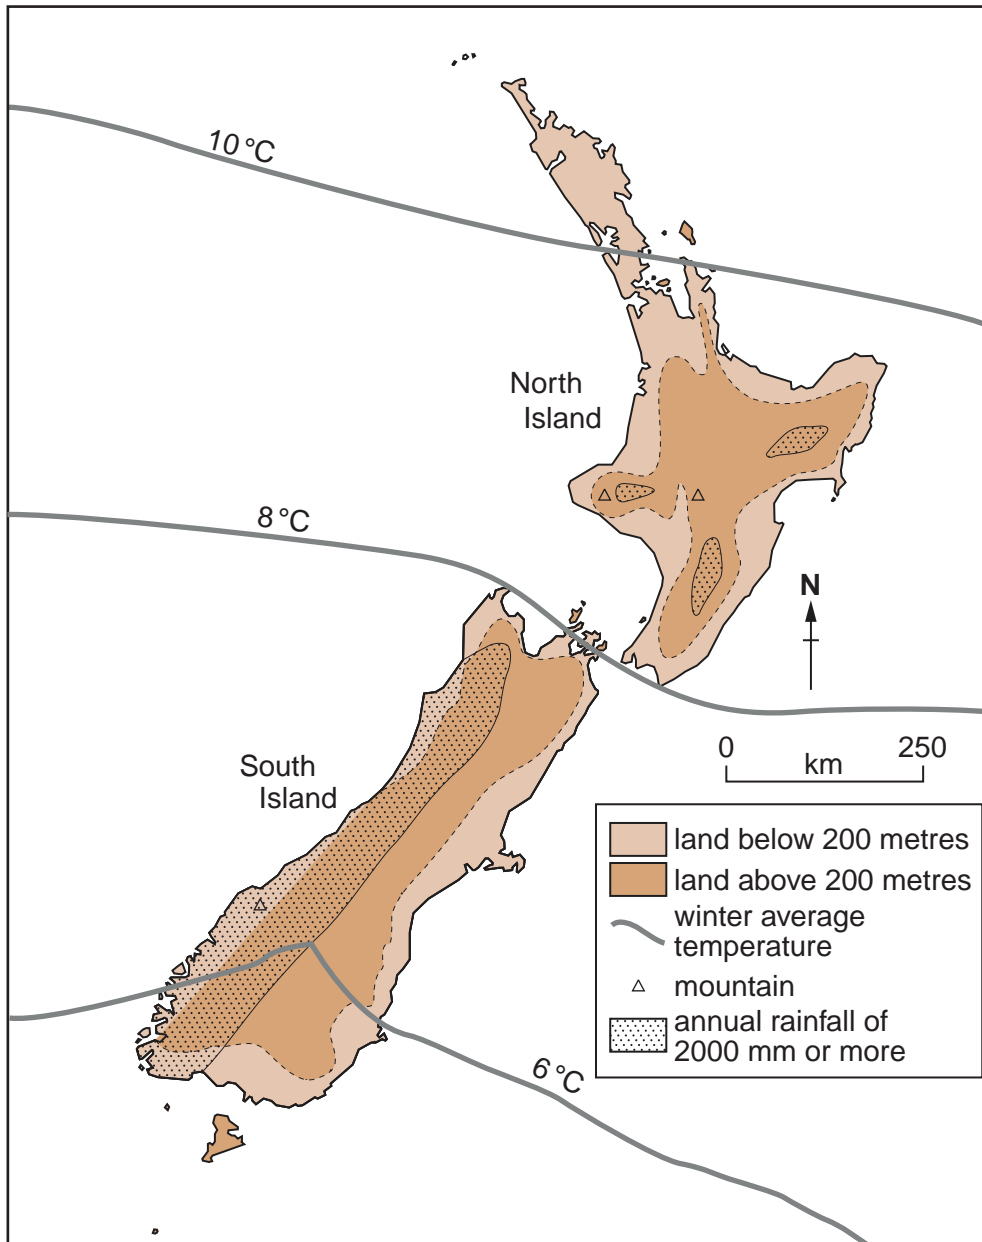 10 °C
North
Island
8 °C
N
0 250
km
South
Island
land below 200 metres
land above 200 metres
winter average
temperature
mountain
annual rainfall of
2000 mm or more
6 °C